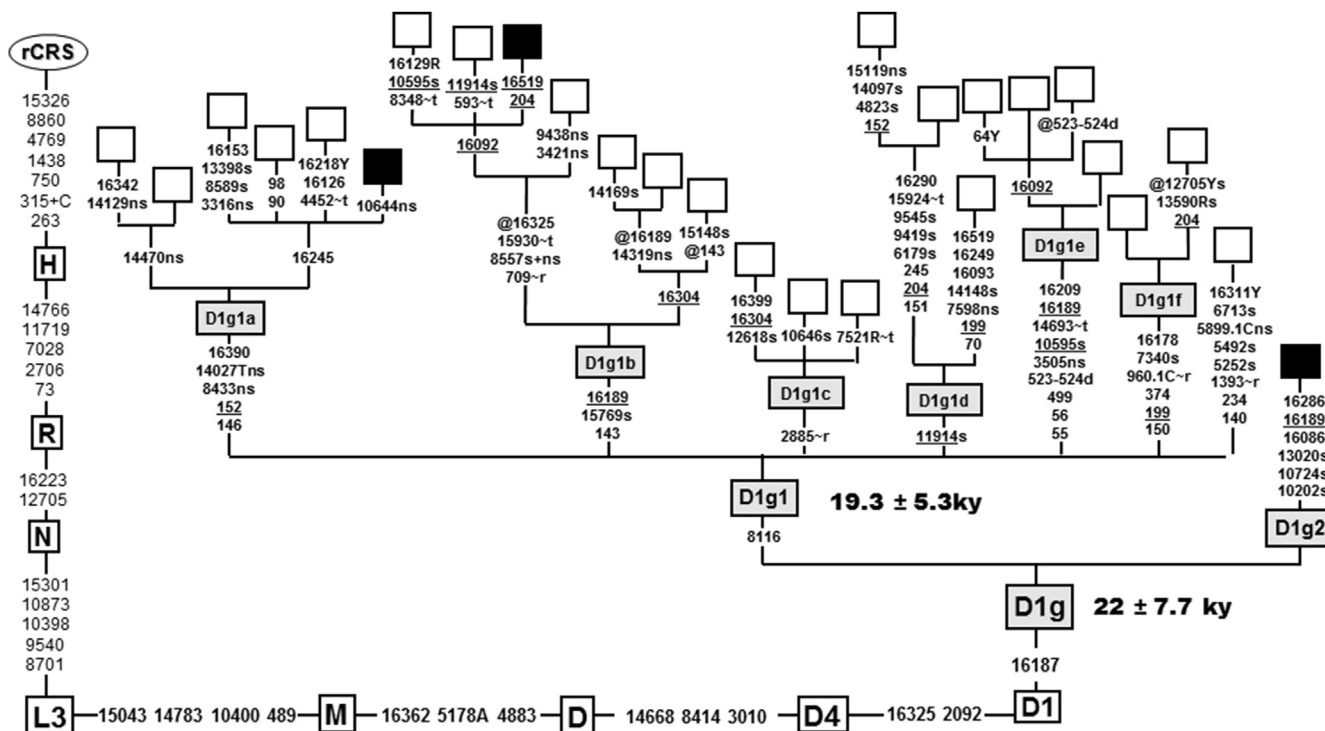 rCRS
15326
8860
4769
1438
750
315+C
263
H
14766
11719
7028
2706
73
R
16223
12705
N
15301
10873
10398
9540
8701
L3
15043 14783 10400 489
M
16362 5178A 4883
D
14668 8414 3010
D4
16325 2092
D1
16187
D1g
22 ± 7.7 ky
8116
D1g1
19.3 ± 5.3ky
16342
14129ns
14470ns
16153
13398s
8589s
3316ns
98
90
16218Y
16126
4452~t
10644ns
16245
D1g1a
16390
14027Tns
8433ns
152
146
16129R
10595s
8348~t
11914s
593~t
16519
204
16092
9438ns
3421ns
@16325
15930~t
8557s+ns
709~r
14169s
@16189
14319ns
15148s
@143
16304
D1g1b
16189
15769s
143
16399
16304
12618s
10646s
7521R~t
D1g1c
2885~r
15119ns
14097s
4823s
152
16290
15924~t
9545s
9419s
6179s
245
204
151
16519
16249
16093
14148s
7598ns
199
70
D1g1d
11914s
64Y
@523-524d
16092
D1g1e
16209
16189
14693~t
10595s
3505ns
523-524d
499
56
55
@12705Ys
13590Rs
204
D1g1f
16178
7340s
960.1C~r
374
199
150
16311Y
6713s
5899.1Cns
5492s
5252s
1393~r
234
140
16286
16189
16086
13020s
10724s
10202s
D1g2